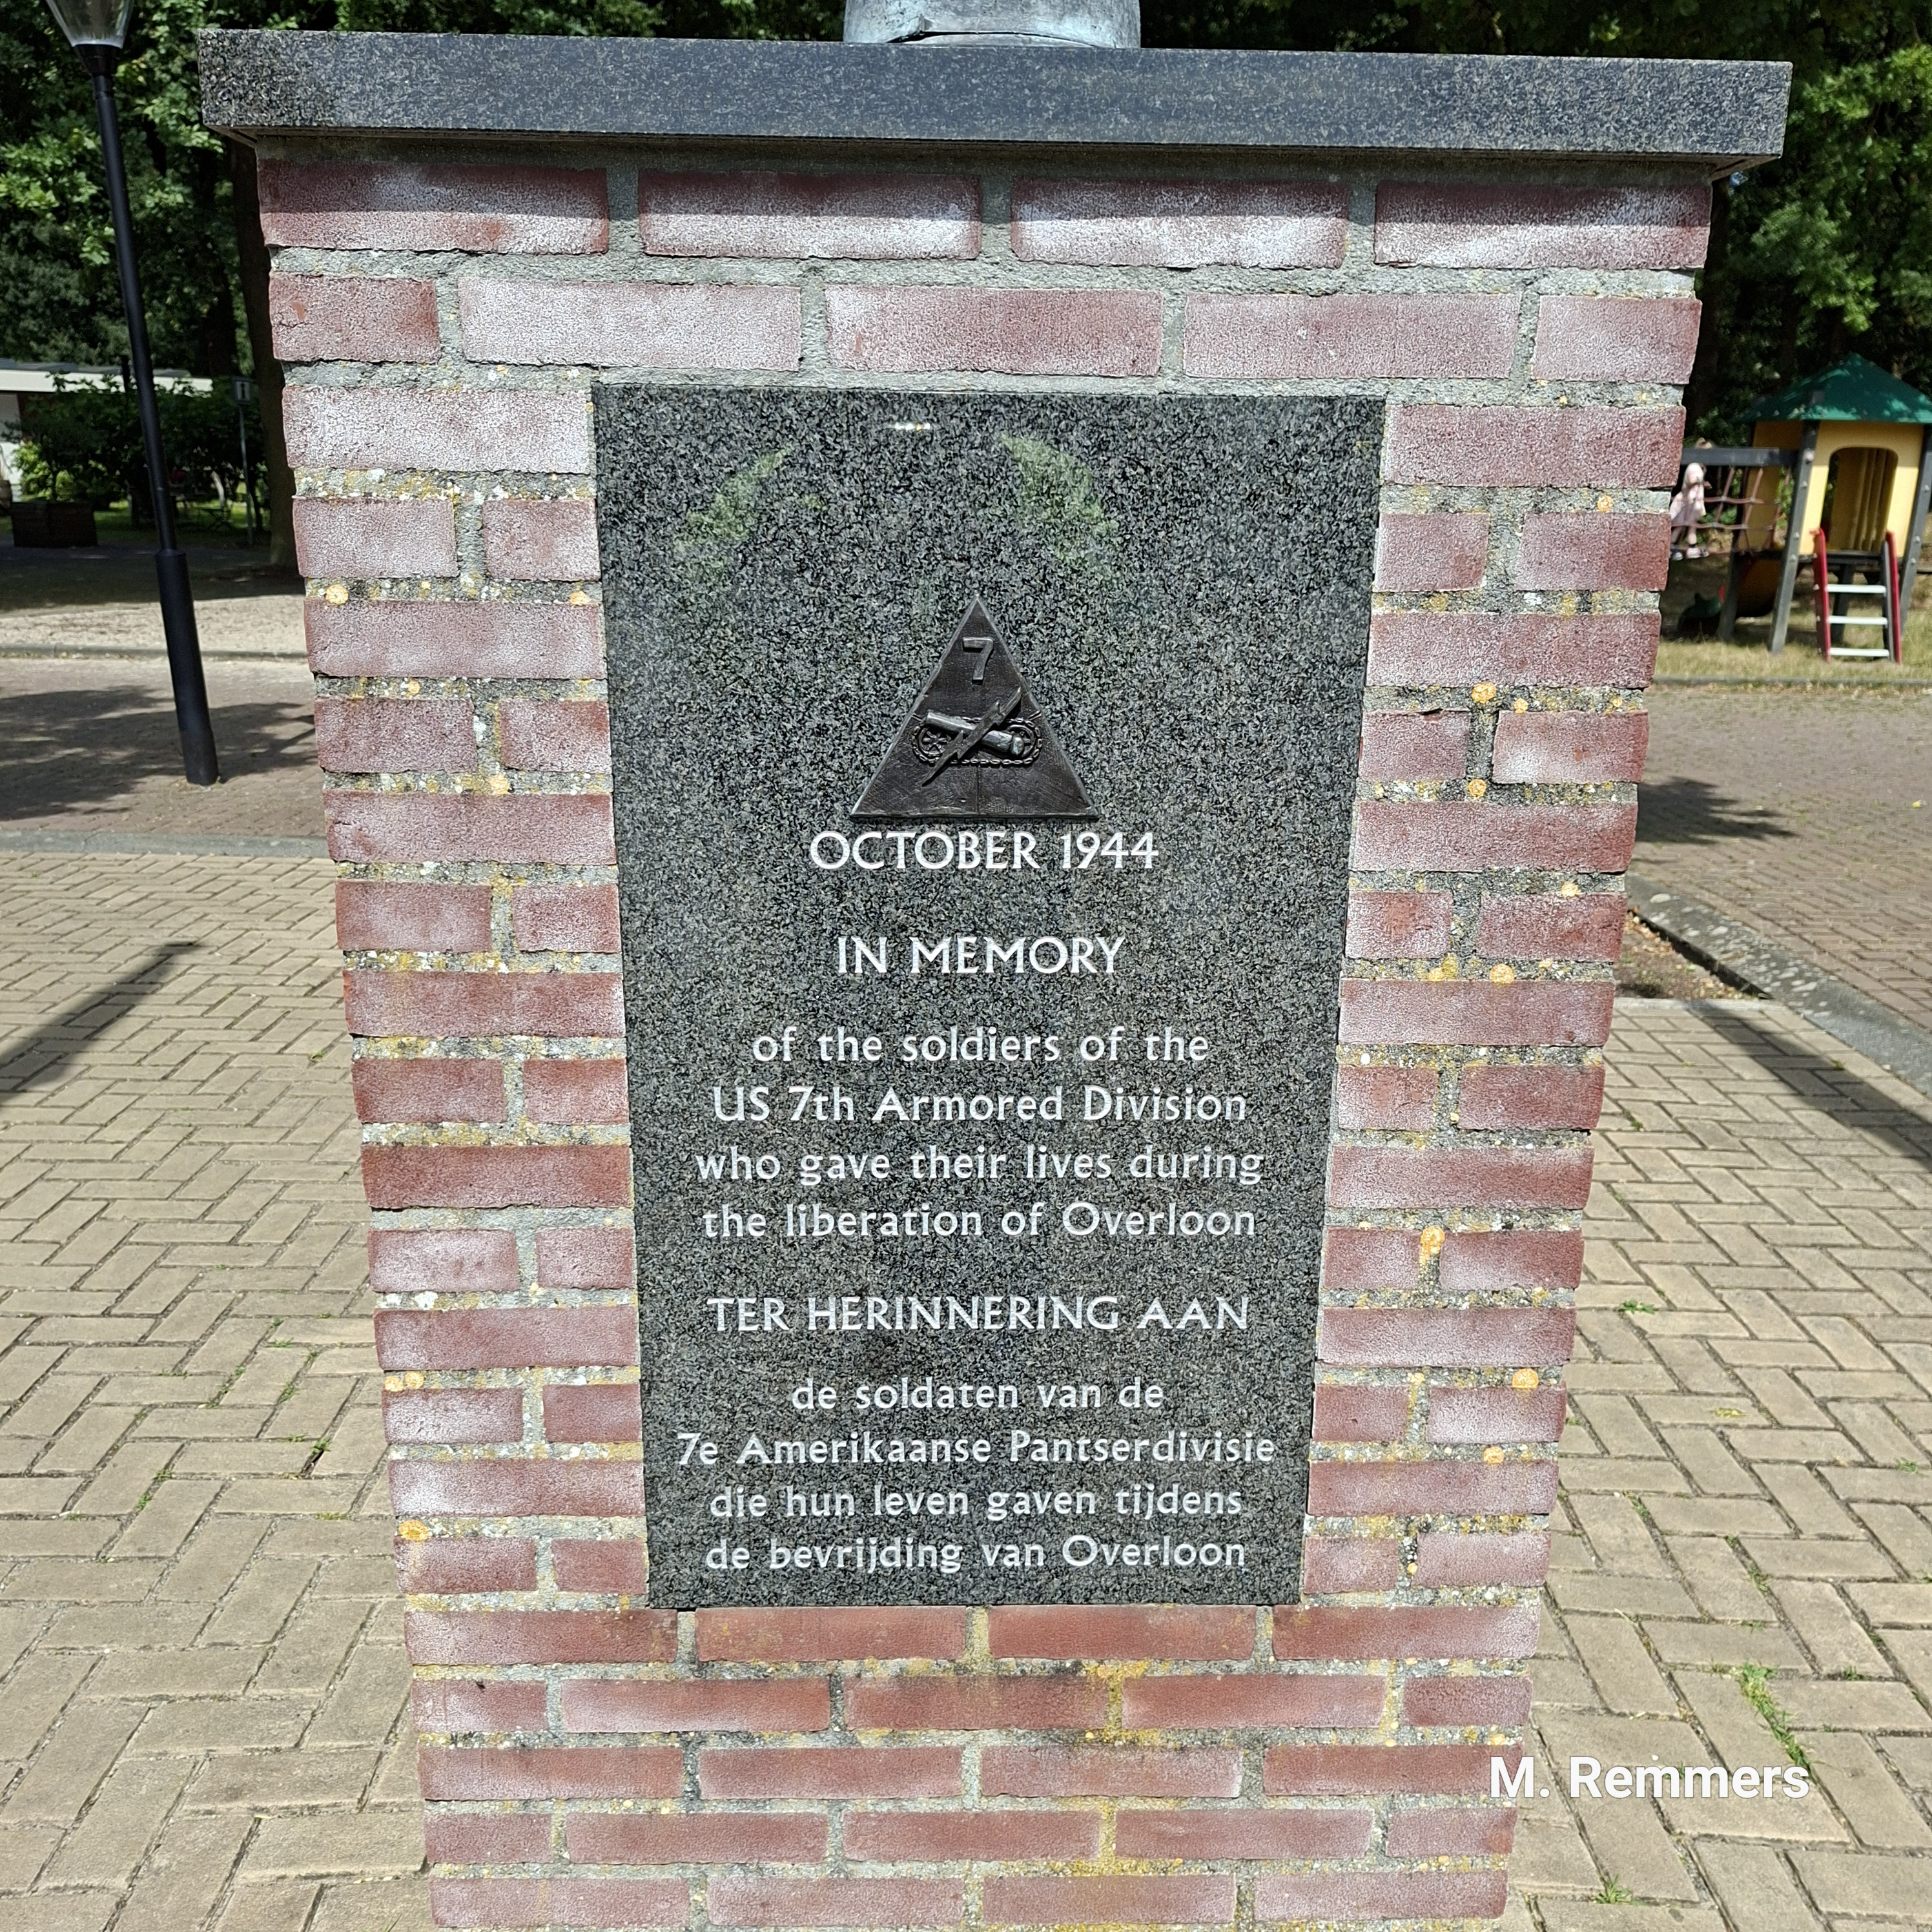 7
OCTOBER 1944
IN MEMORY
of the soldiers of the
US 7th Armored Division
who gave their lives during
the liberation of Overloon
TER HERINNERING AAN
de soldaten van de
7e Amerikaanse Pantserdivisie
die hun leven gaven tijdens
de bevrijding van Overloon
M. Remmers